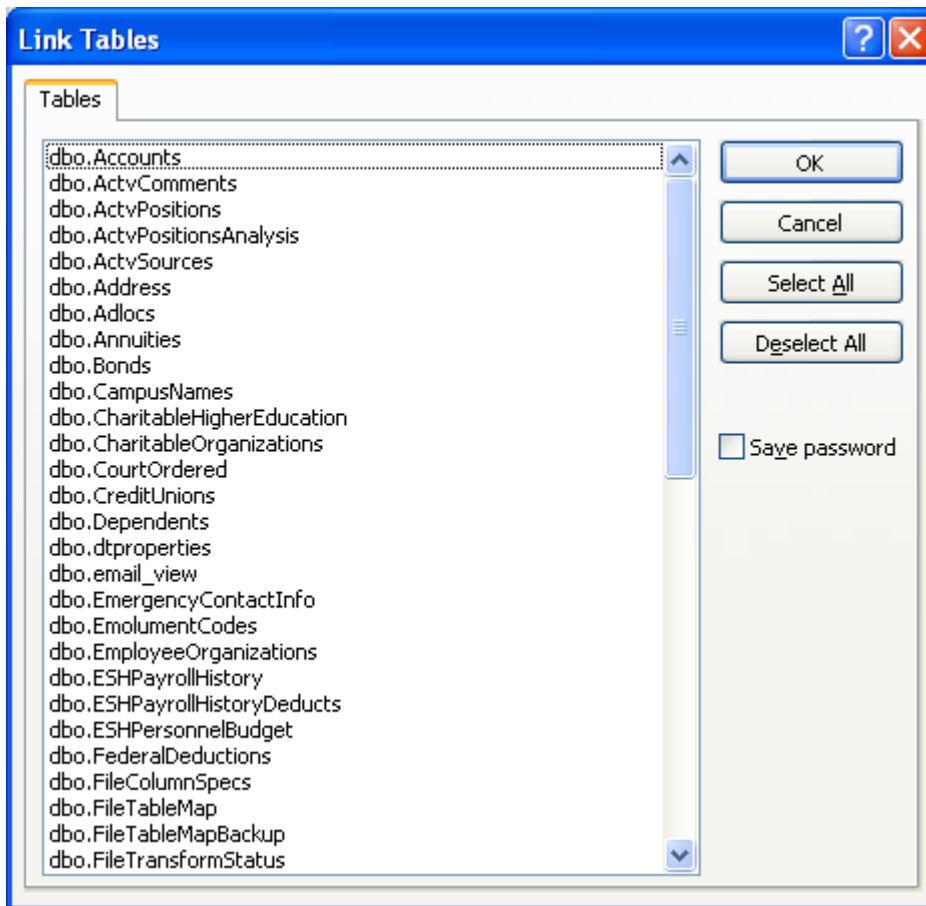 Link Tables
Tables
dbo.Accounts
dbo.ActvComments
dbo.ActvPositions
dbo.ActvPositionsAnalysis
dbo.ActvSources
dbo.Address
dbo.Adlocs
dbo.Annuities
dbo.Bonds
dbo.CampusNames
dbo.CharitableHigherEducation
dbo.CharitableOrganizations
dbo.CourtOrdered
dbo.CreditUnions
dbo.Dependents
dbo.dtproperties
dbo.email_view
dbo.EmergencyContactInfo
dbo.EmolumentCodes
dbo.EmployeeOrganizations
dbo.ESHPayrollHistory
dbo.ESHPayrollHistoryDeducts
dbo.ESHPersonnelBudget
dbo.FederalDeductions
dbo.FileColumnSpecs
dbo.FileTableMap
dbo.FileTableMapBackup
dbo.FileTransformStatus
OK
Cancel
Select All
Deselect All
Save password